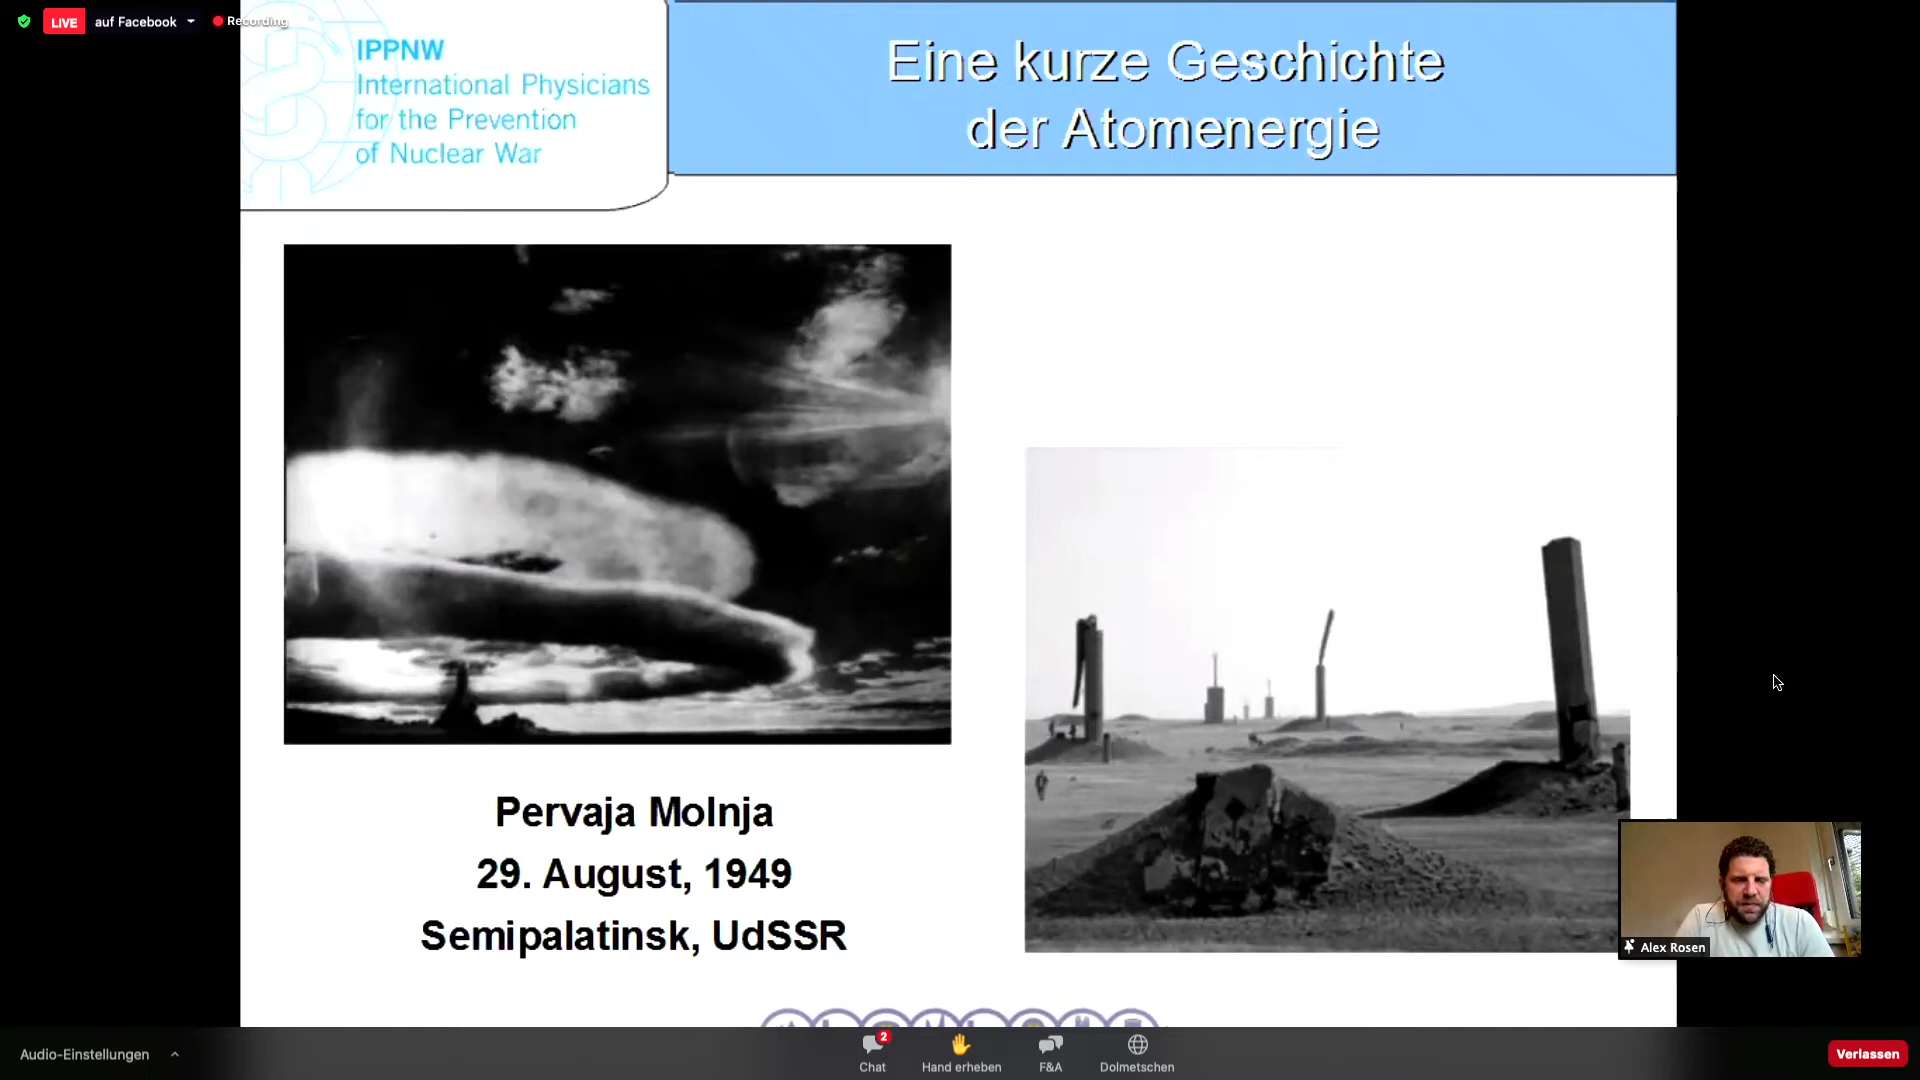 LIVE auf Facebook
Recording
IPPNW
International Physicians
for the Prevention
of Nuclear War
Eine kurze Geschichte
der Atomenergie
Pervaja Molnja
29. August, 1949
Semipalatinsk, UdSSR
Alex Rosen
Audio-Einstellungen
2
Chat
Hand erheben
F&A
Dolmetschen
Verlassen